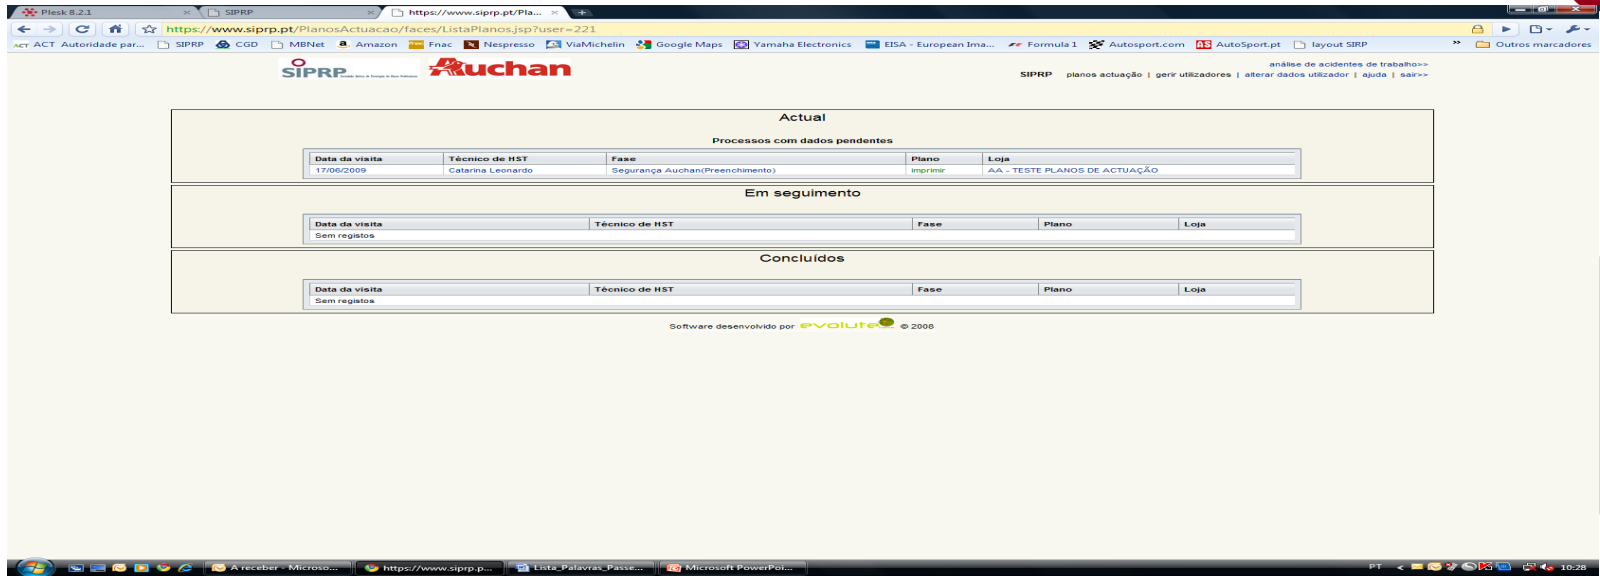 Plesk 8.2.1 SIPRP https://www.siprp.pt/Pla...
https://www.siprp.pt/PlanosActuacao/faces/ListaPlanos.jsp?user=221
ACT ACT Autoridade par... SIPRP CGD MBNet Amazon Fnac Nespresso ViaMichelin Google Maps Yamaha Electronics EISA - European Ima... Formula 1 Autosport.com AS AutoSport.pt layout SIRP » Outros marcadores
SIPRP Auchan
análise de acidentes de trabalho>>
SIPRP planos actuação | gerir utilizadores | alterar dados utilizador | ajuda | sair>>
Actual
Processos com dados pendentes
Data da visita Técnico de HST Fase Plano Loja
17/06/2009 Catarina Leonardo Segurança Auchan(Preenchimento) imprimir AA - TESTE PLANOS DE ACTUAÇÃO
Em seguimento
Data da visita Técnico de HST Fase Plano Loja
Sem registos
Concluídos
Data da visita Técnico de HST Fase Plano Loja
Sem registos
Software desenvolvido por evolute © 2008
A receber - Microso... https://www.siprp.p... Lista_Palavras_Passe... Microsoft PowerPoi... PT < 10:28